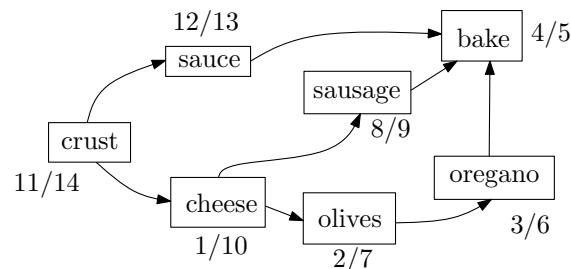 12/13
sauce
bake
4/5
sausage
8/9
crust
11/14
cheese
1/10
olives
2/7
oregano
3/6